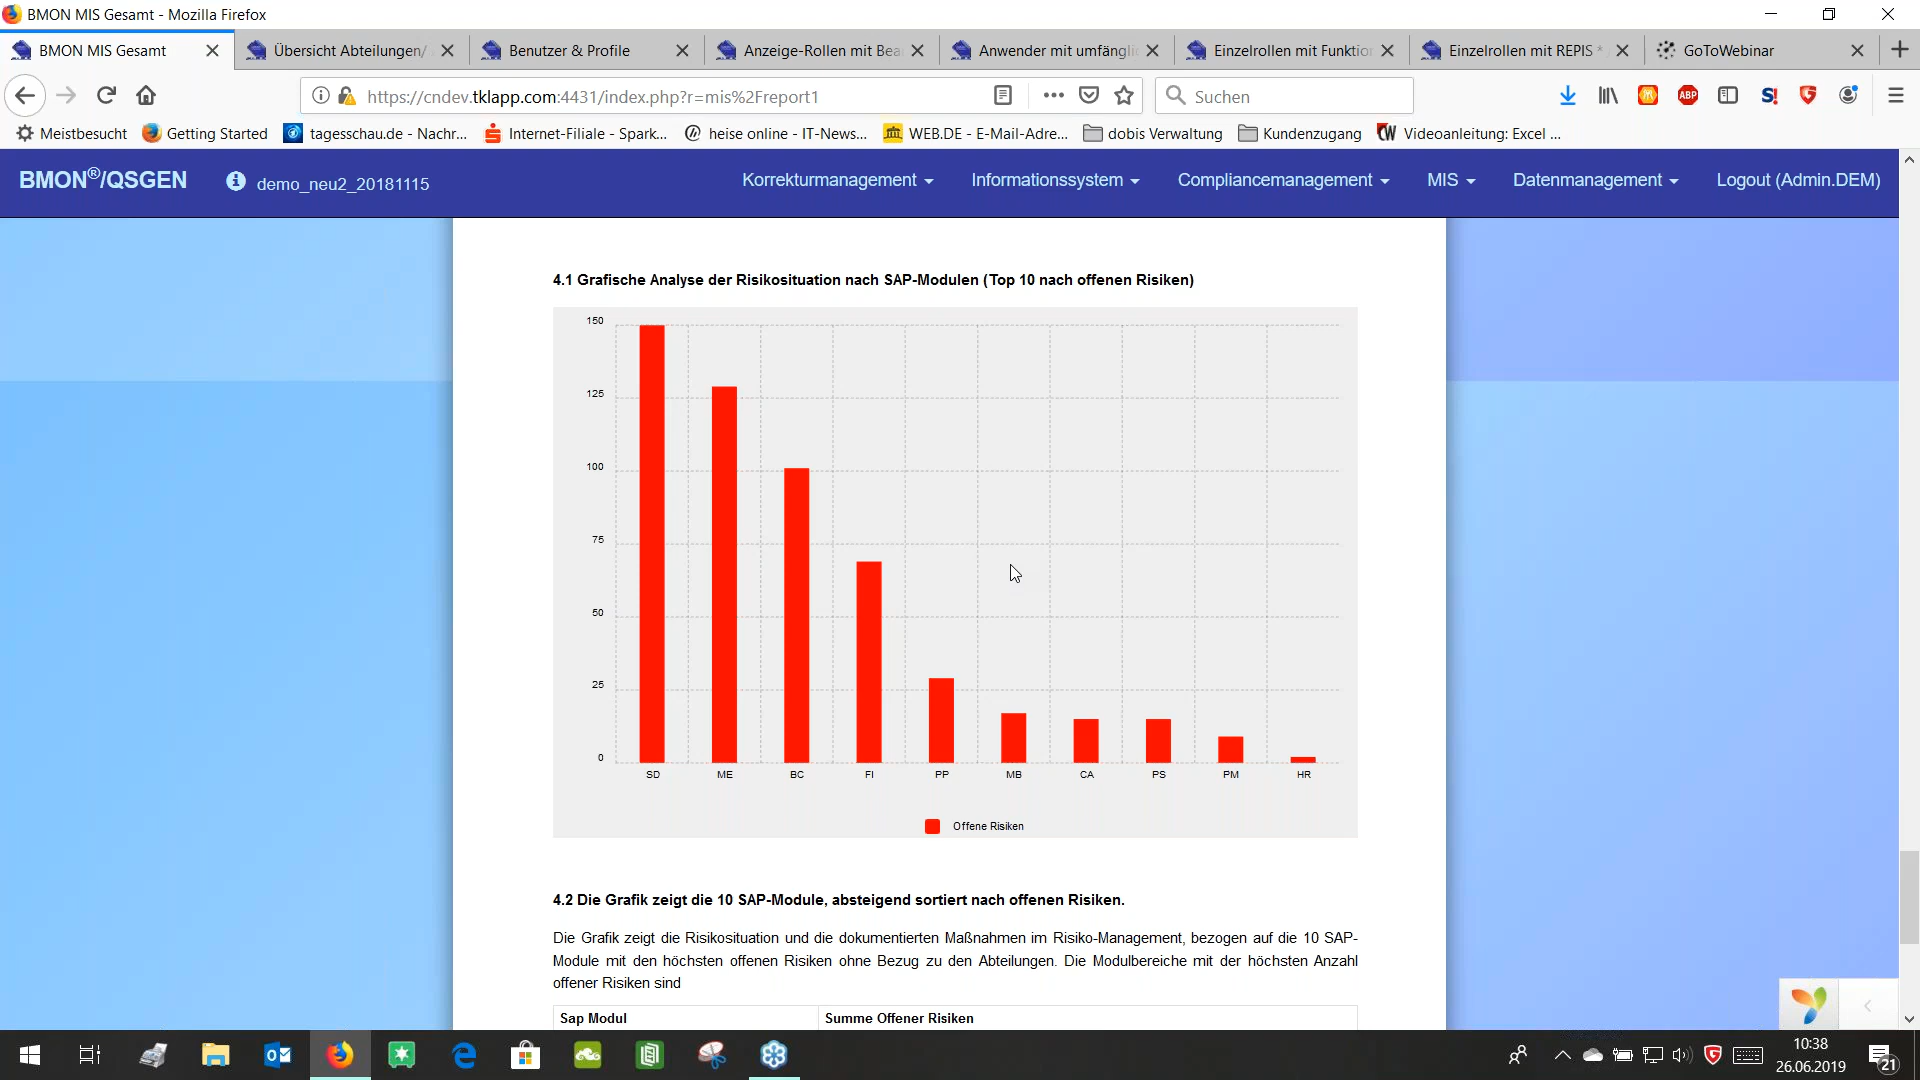 BMON MIS Gesamt - Mozilla Firefox
BMON MIS Gesamt
Übersicht Abteilungen/
Benutzer & Profile
Anzeige-Rollen mit Bea
Anwender mit umfängli
Einzelrollen mit Funktio
Einzelrollen mit REPIS *
GoToWebinar
https://cndev.tklapp.com:4431/index.php?r=mis%2Freport1
Suchen
Meistbesucht
Getting Started
tagesschau.de - Nachr...
Internet-Filiale - Spark...
heise online - IT-News...
WEB.DE - E-Mail-Adre...
dobis Verwaltung
Kundenzugang
Videoanleitung: Excel ...
BMON®/QSGEN
demo_neu2_20181115
Korrekturmanagement
Informationssystem
Compliancemanagement
MIS
Datenmanagement
Logout (Admin.DEM)
4.1 Grafische Analyse der Risikosituation nach SAP-Modulen (Top 10 nach offenen Risiken)
150
125
100
75
50
25
0
SD ME BC FI PP MB CA PS PM HR
Offene Risiken
4.2 Die Grafik zeigt die 10 SAP-Module, absteigend sortiert nach offenen Risiken.
Die Grafik zeigt die Risikosituation und die dokumentierten Maßnahmen im Risiko-Management, bezogen auf die 10 SAP-
Module mit den höchsten offenen Risiken ohne Bezug zu den Abteilungen. Die Modulbereiche mit der höchsten Anzahl
offener Risiken sind
Sap Modul Summe Offener Risiken
10:38
26.06.2019
21